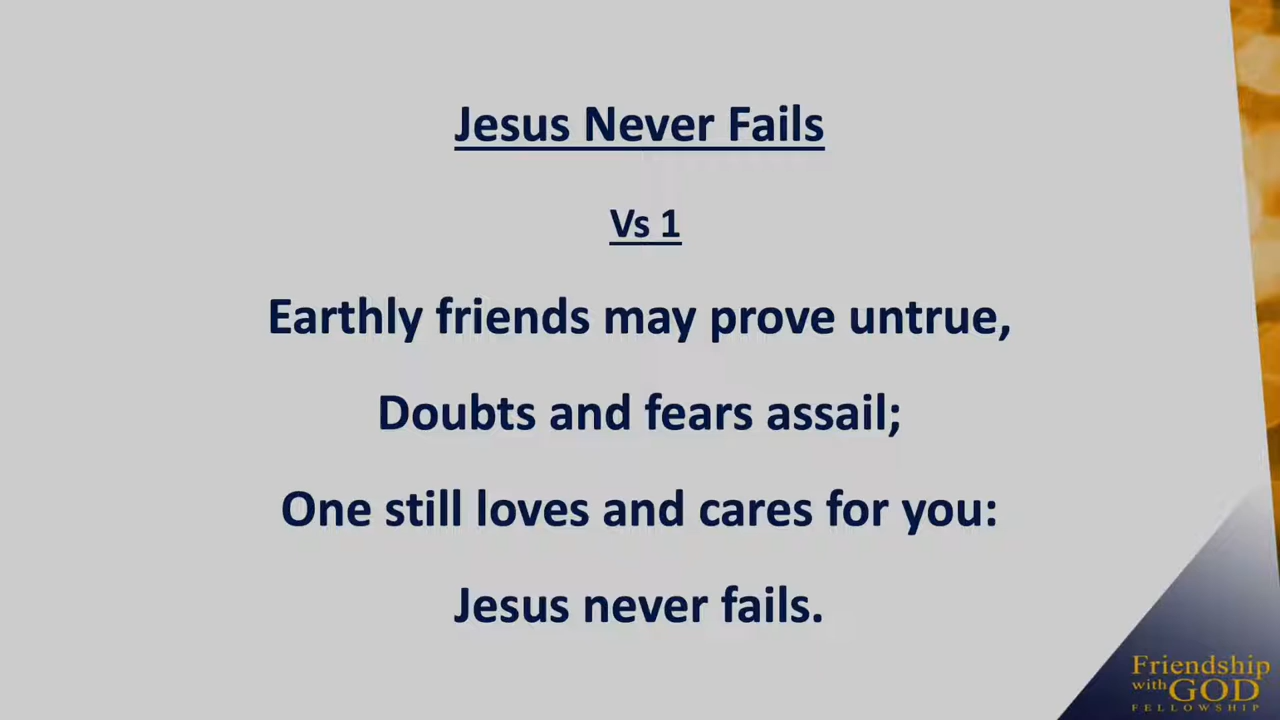 Jesus Never Fails
Vs 1
Earthly friends may prove untrue,
Doubts and fears assail;
One still loves and cares for you:
Jesus never fails.
Friendship
with GOD
FELLOWSHIP